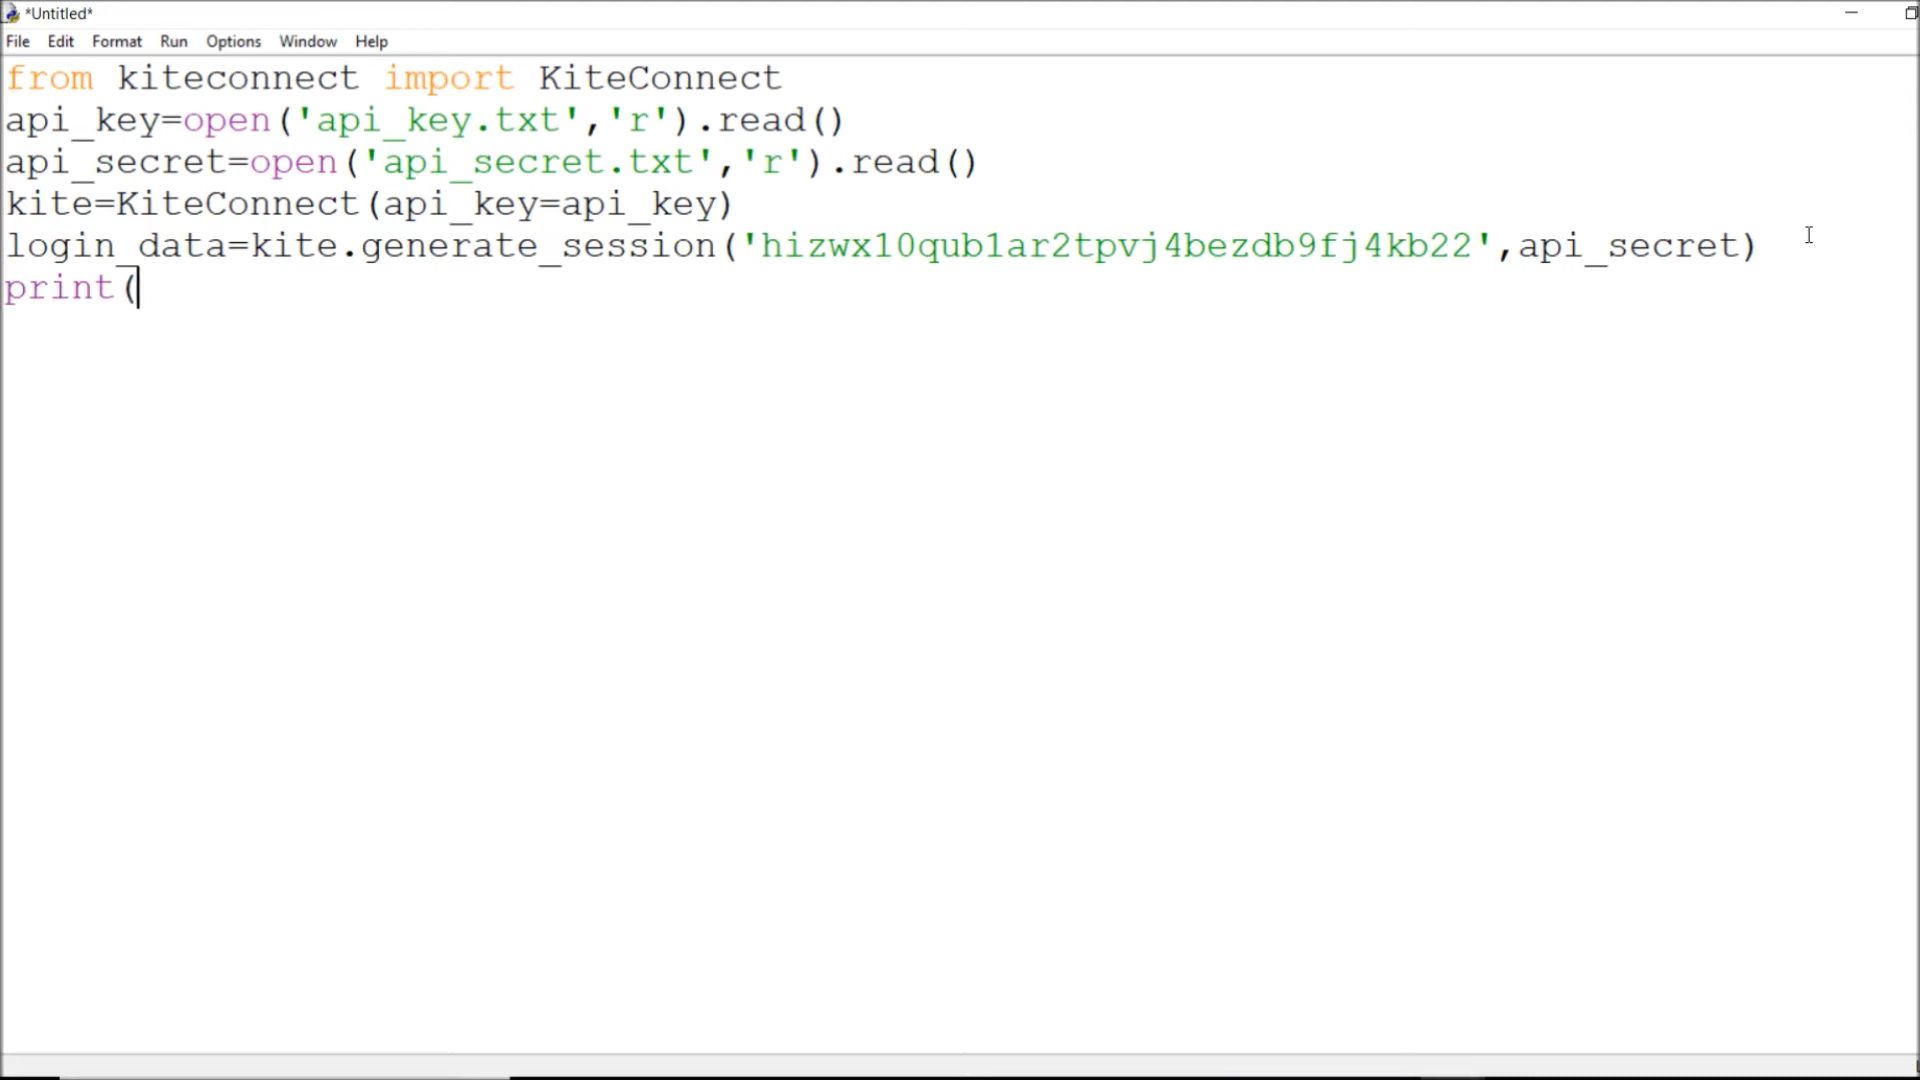 *Untitled*
File Edit Format Run Options Window Help
from kiteconnect import KiteConnect
api_key=open('api_key.txt','r').read()
api_secret=open('api_secret.txt','r').read()
kite=KiteConnect(api_key=api_key)
login_data=kite.generate_session('hizwx10qub1ar2tpvj4bezdb9fj4kb22',api_secret)
print(